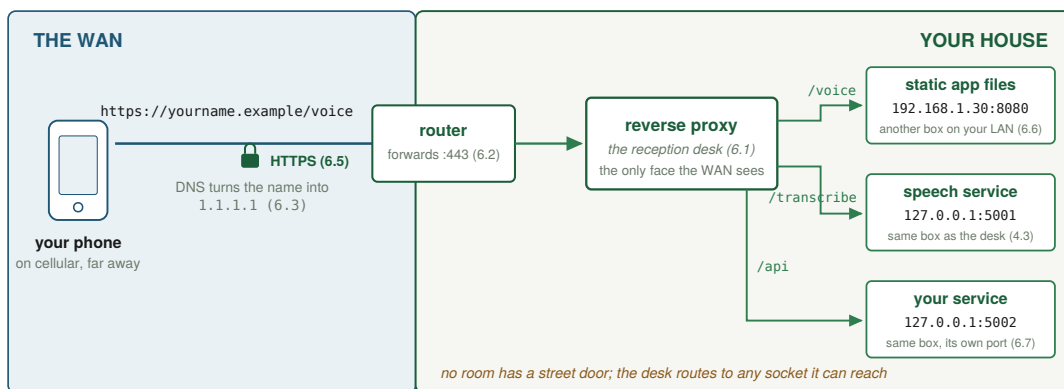 THE WAN
YOUR HOUSE
https://yourname.example/voice
HTTPS (6.5)
DNS turns the name into
1.1.1.1 (6.3)
your phone
on cellular, far away
router
forwards :443 (6.2)
reverse proxy
the reception desk (6.1)
the only face the WAN sees
/voice
static app files
192.168.1.30:8080
another box on your LAN (6.6)
/transcribe
speech service
127.0.0.1:5001
same box as the desk (4.3)
/api
your service
127.0.0.1:5002
same box, its own port (6.7)
no room has a street door; the desk routes to any socket it can reach